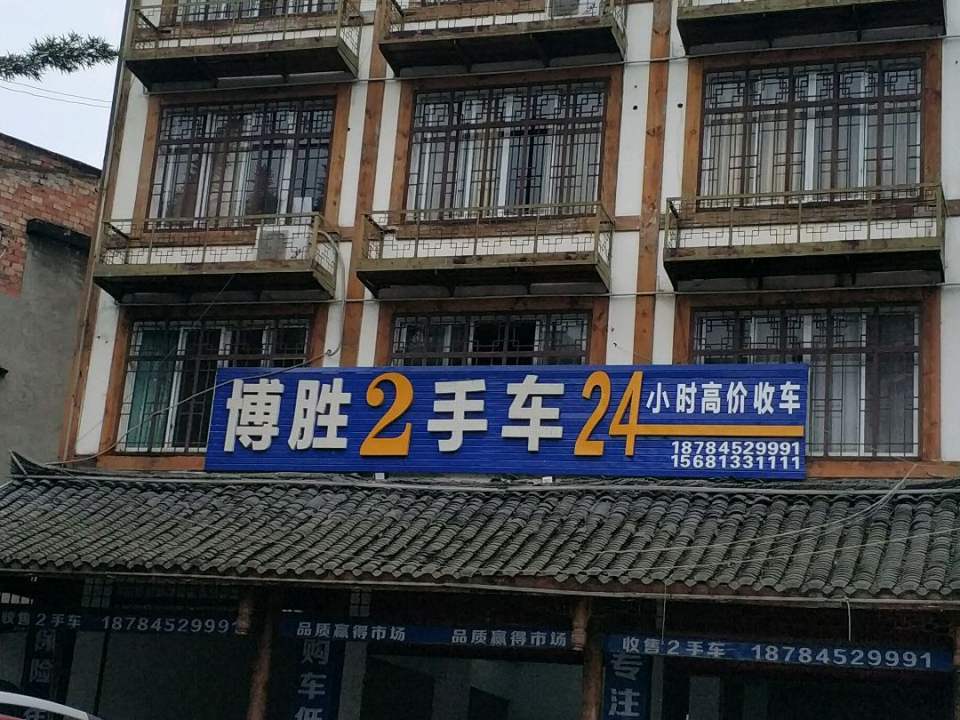 博胜2手车24小时高价收车
18784529991
15681331111
收售2手车 18784529991
品质赢得市场 品质赢得市场
收售2手车 18784529991
保险年
购车低
专注